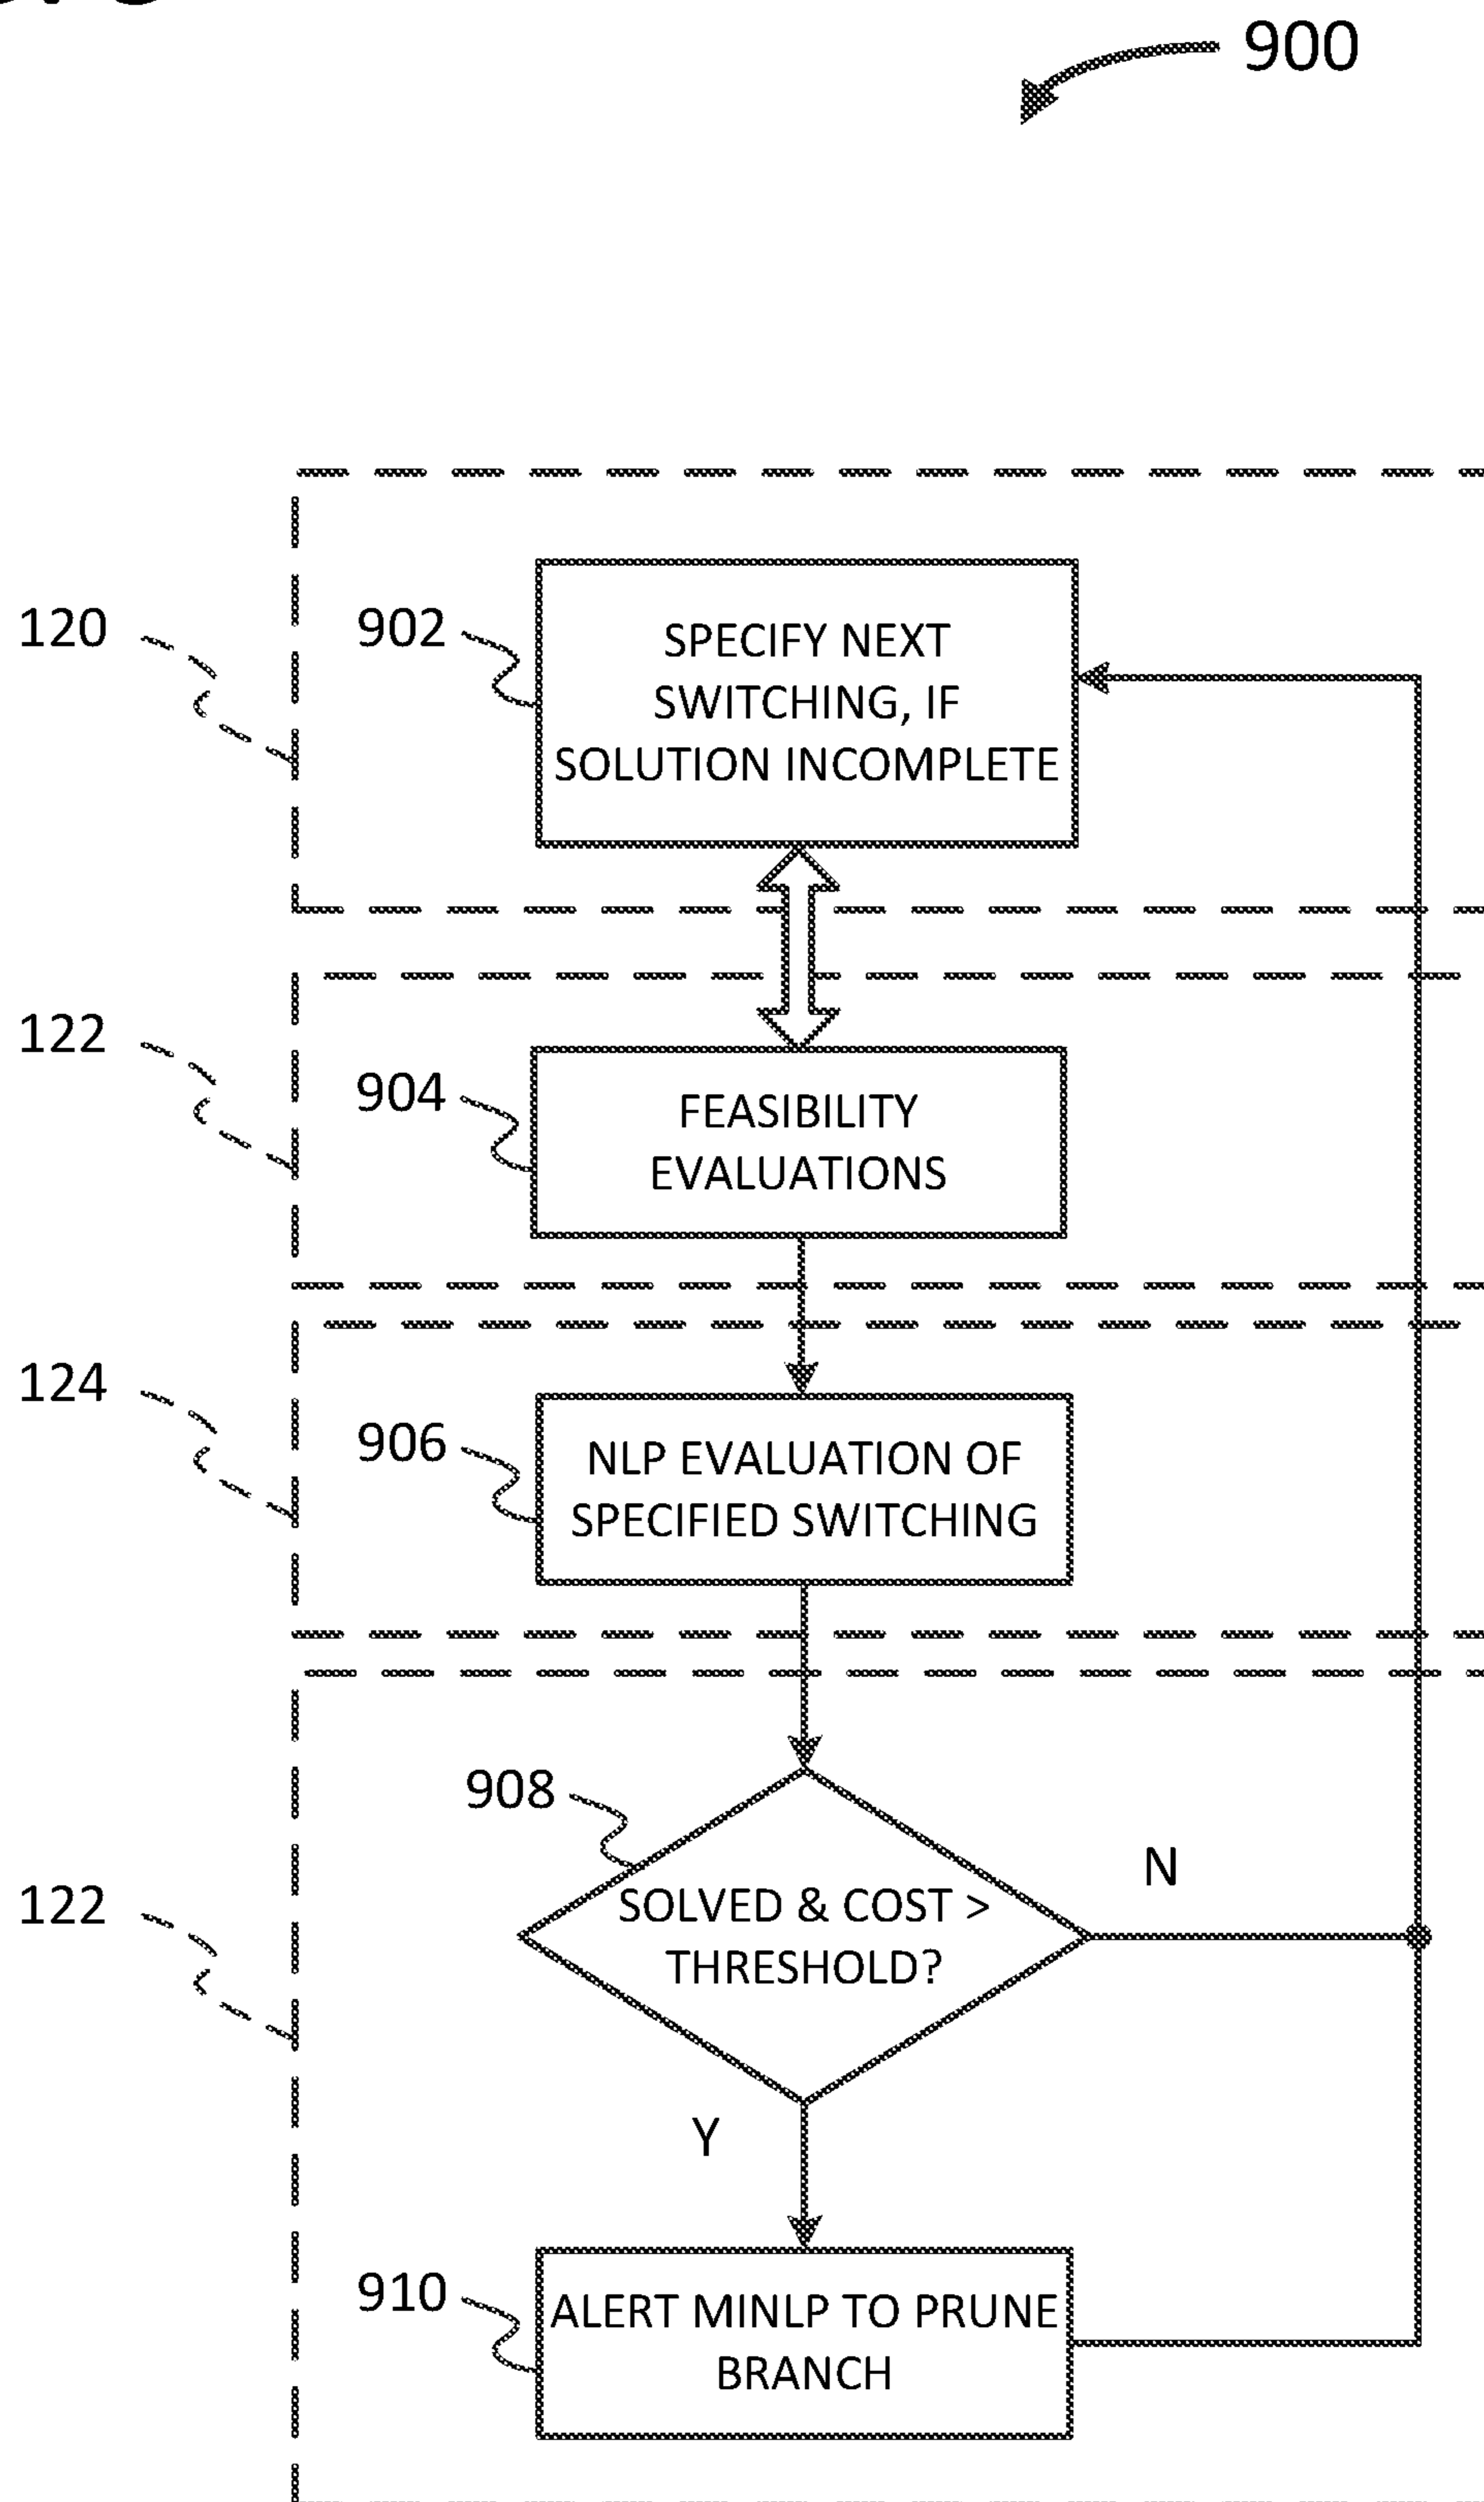 900
120
902
SPECIFY NEXT
SWITCHING, IF
SOLUTION INCOMPLETE
122
904
FEASIBILITY
EVALUATIONS
124
906
NLP EVALUATION OF
SPECIFIED SWITCHING
908
N
122
SOLVED & COST >
THRESHOLD?
Y
910
ALERT MINLP TO PRUNE
BRANCH